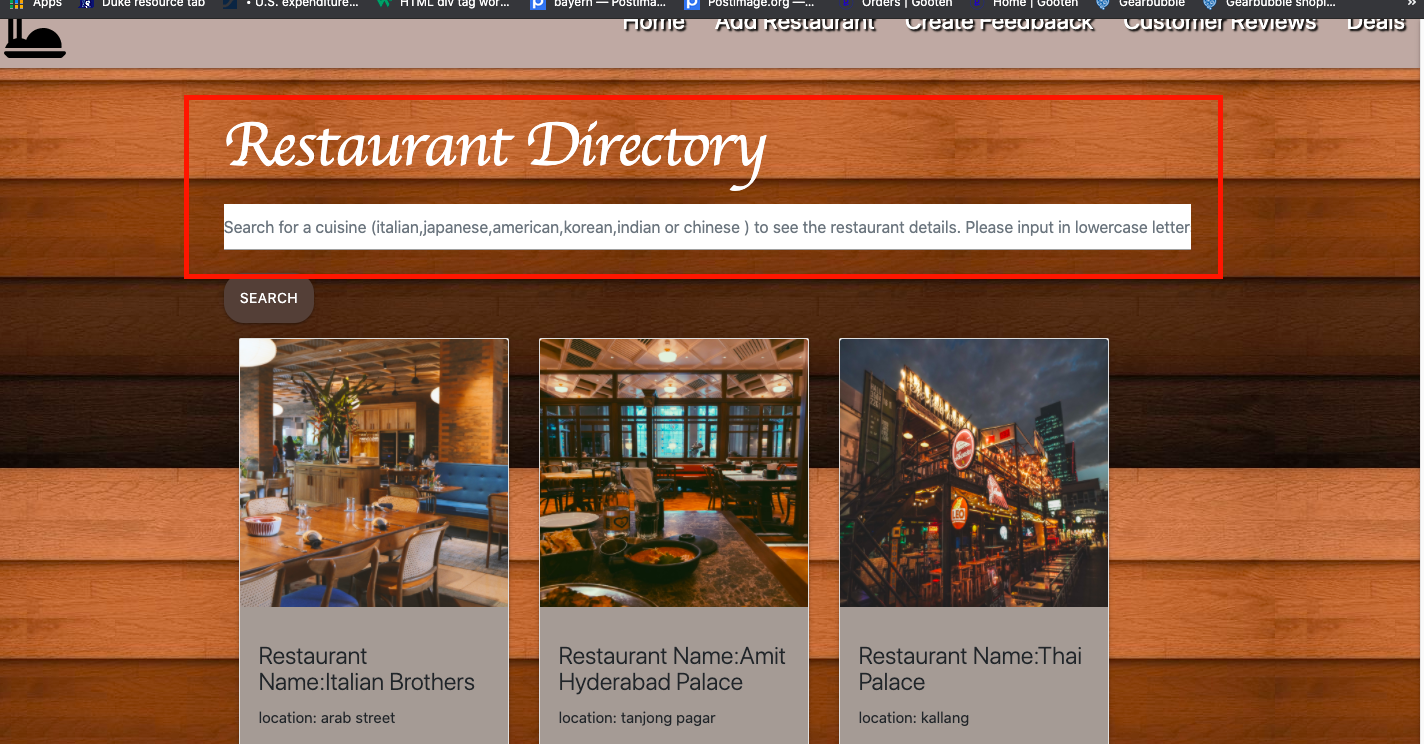 Apps
Duke resource tab
• U.S. expenditure...
HTML div tag wor...
bayern — Postima...
Postimage.org —...
Orders | Gooten
Home | Gooten
Gearbubble
Gearbubble shopi...
»
Home
Add Restaurant
Create Feedbaack
Customer Reviews
Deals
Restaurant Directory
Search for a cuisine (italian,japanese,american,korean,indian or chinese ) to see the restaurant details. Please input in lowercase letter
SEARCH
LEO
Restaurant
Name:Italian Brothers
location: arab street
Restaurant Name:Amit
Hyderabad Palace
location: tanjong pagar
Restaurant Name:Thai
Palace
location: kallang